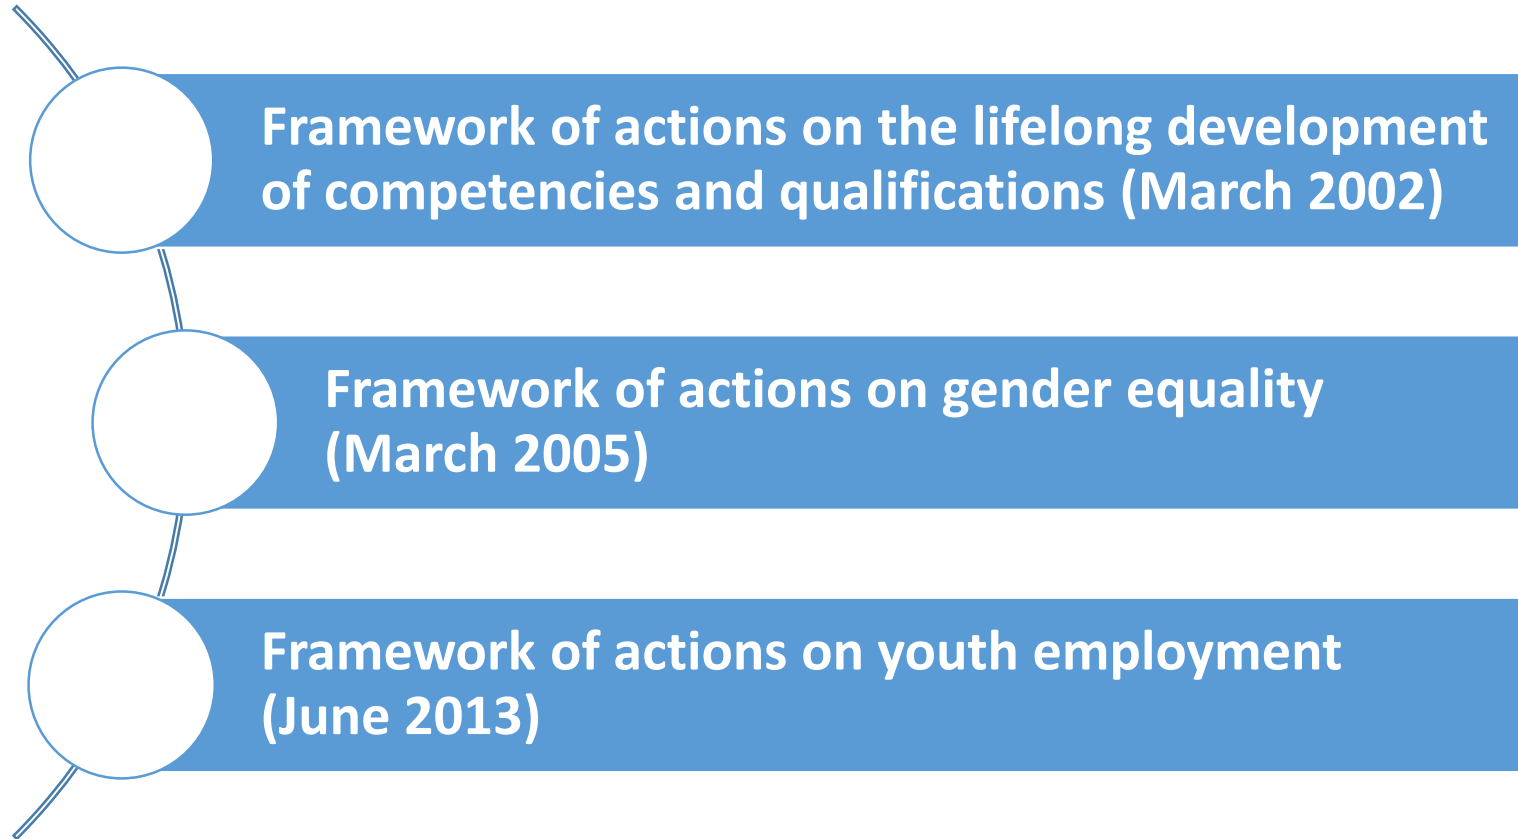 Framework of actions on the lifelong development
of competencies and qualifications (March 2002)
Framework of actions on gender equality
(March 2005)
Framework of actions on youth employment
(June 2013)